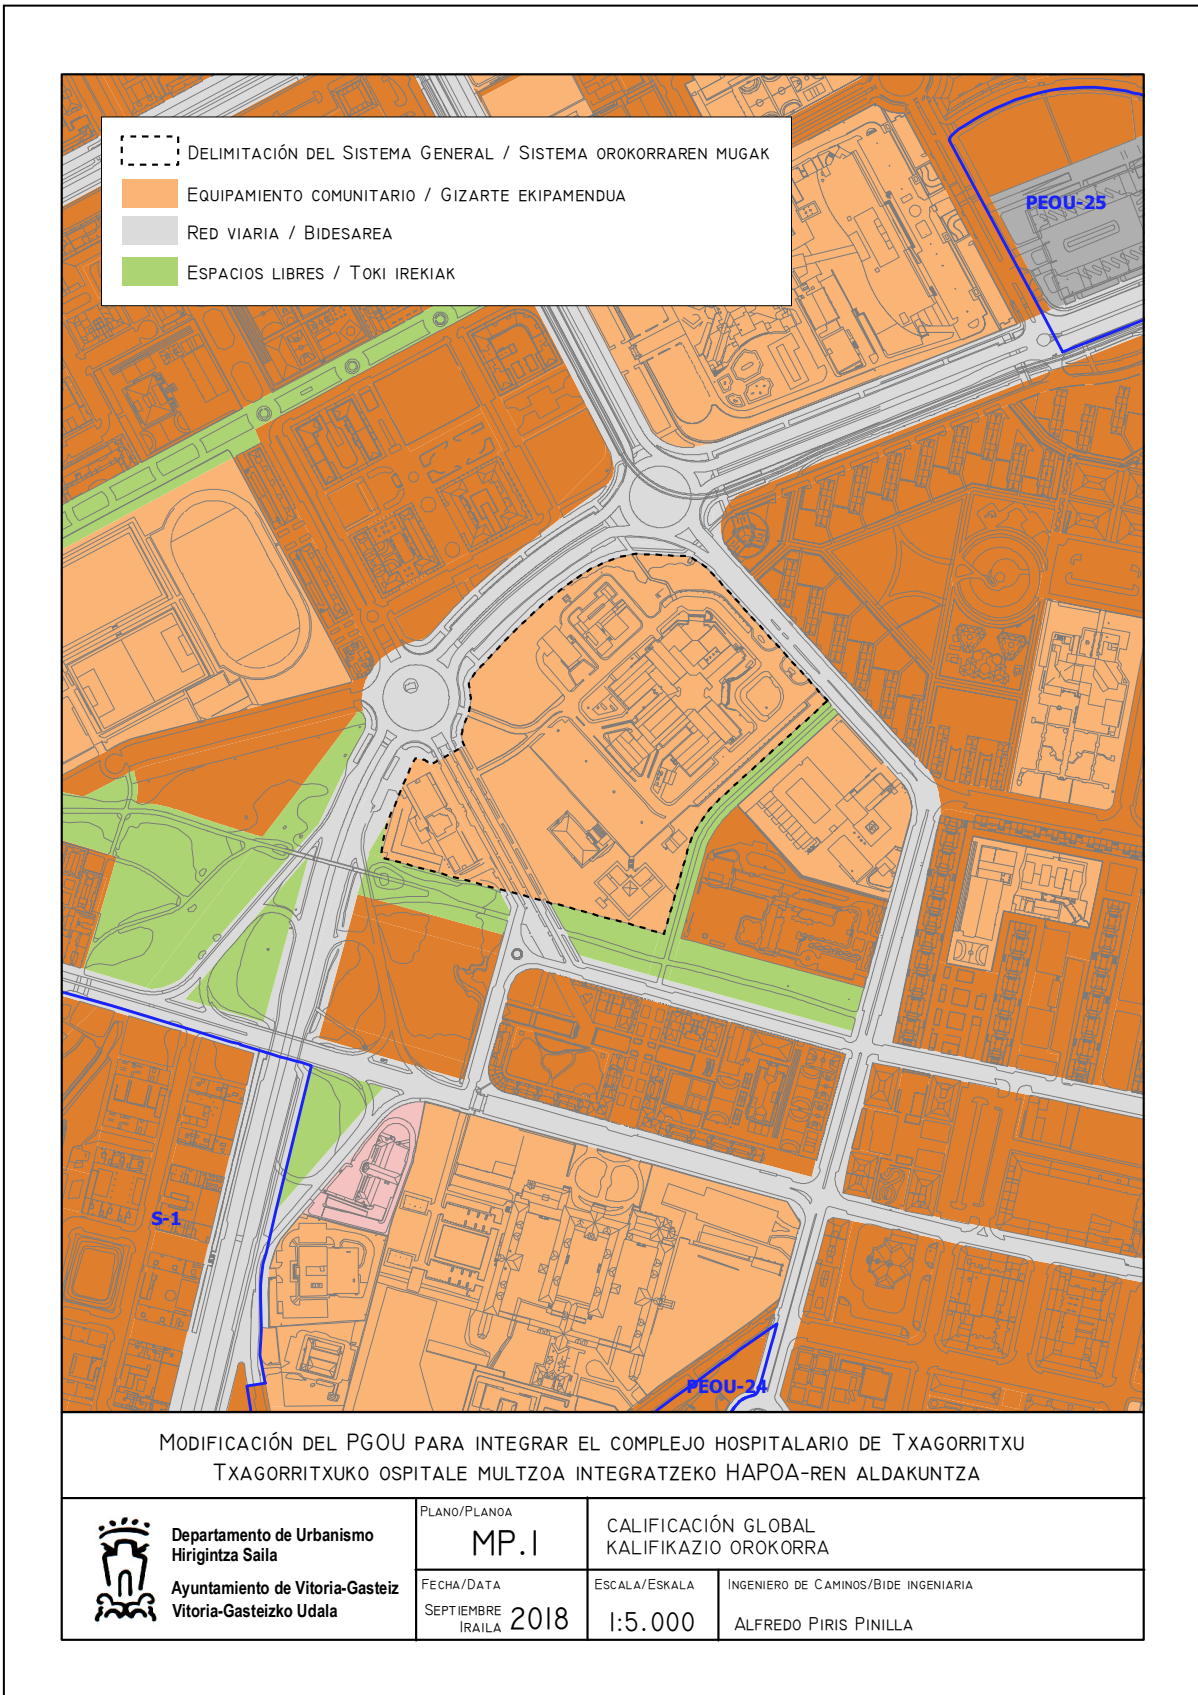 DELIMITACIÓN DEL SISTEMA GENERAL / SISTEMA OROKORRAREN MUGAK
EQUIPAMIENTO COMUNITARIO / GIZARTE EKIPAMENDUA
RED VIARIA / BIDESAREA
ESPACIOS LIBRES / TOKI IREKIAK
PEOU-25
S-1
PEOU-24
MODIFICACIÓN DEL PGOU PARA INTEGRAR EL COMPLEJO HOSPITALARIO DE TXAGORRITXU
TXAGORRITXUKO OSPITALE MULTZOA INTEGRATZEKO HAPOA-REN ALDAKUNTZA
Departamento de Urbanismo
Hirigintza Saila
Ayuntamiento de Vitoria-Gasteiz
Vitoria-Gasteizko Udala
PLANO/PLANOA
MP.1
CALIFICACIÓN GLOBAL
KALIFIKAZIO OROKORRA
FECHA/DATA
SEPTIEMBRE
IRAILA 2018
ESCALA/ESKALA
1:5.000
INGENIERO DE CAMINOS/BIDE INGENIARIA
ALFREDO PIRIS PINILLA